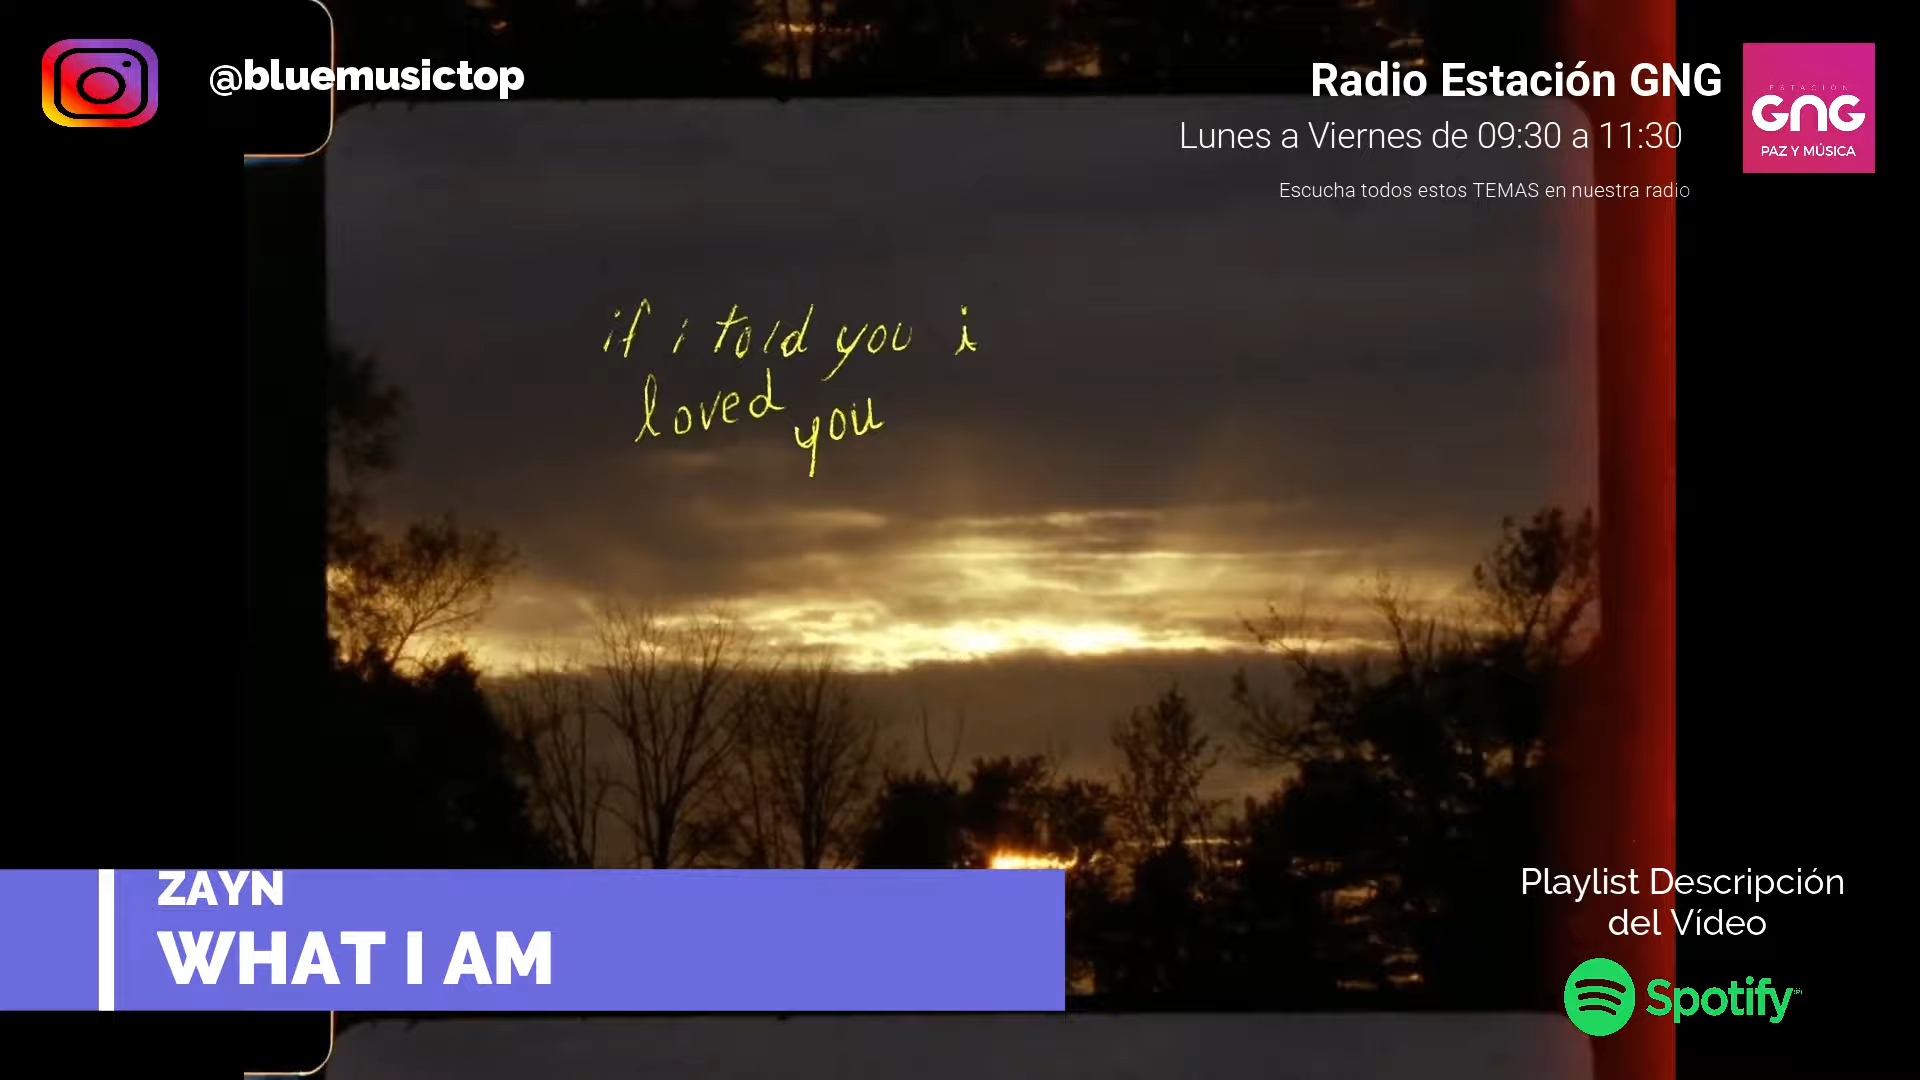 @bluemusictop
Radio Estación GNG
Lunes a Viernes de 09:30 a 11:30
Escucha todos estos TEMAS en nuestra radio
ESTACIÓN
GNG
PAZ Y MÚSICA
if i told you i
loved you
ZAYN
WHAT I AM
Playlist Descripción
del Vídeo
Spotify